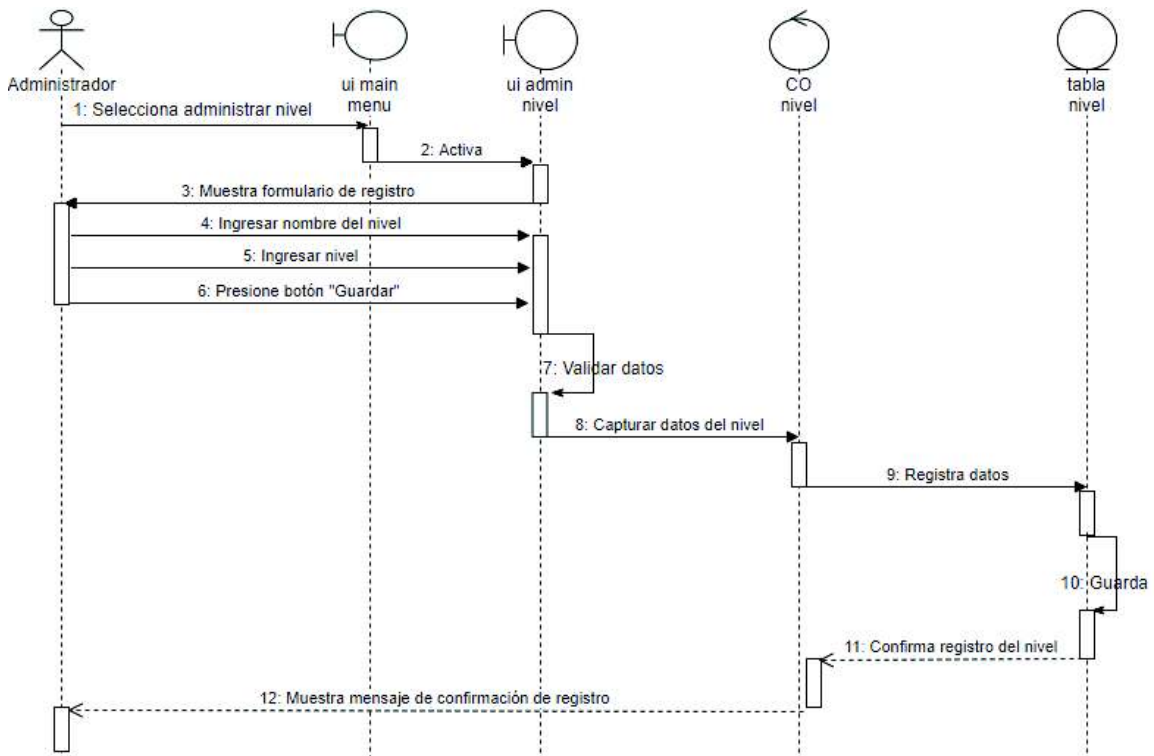 Administrador
ui main
menu
ui admin
nivel
CO
nivel
tabla
nivel
1: Selecciona administrar nivel
2: Activa
3: Muestra formulario de registro
4: Ingresar nombre del nivel
5: Ingresar nivel
6: Presione botón "Guardar"
7: Validar datos
8: Capturar datos del nivel
9: Registra datos
10: Guarda
11: Confirma registro del nivel
12: Muestra mensaje de confirmación de registro